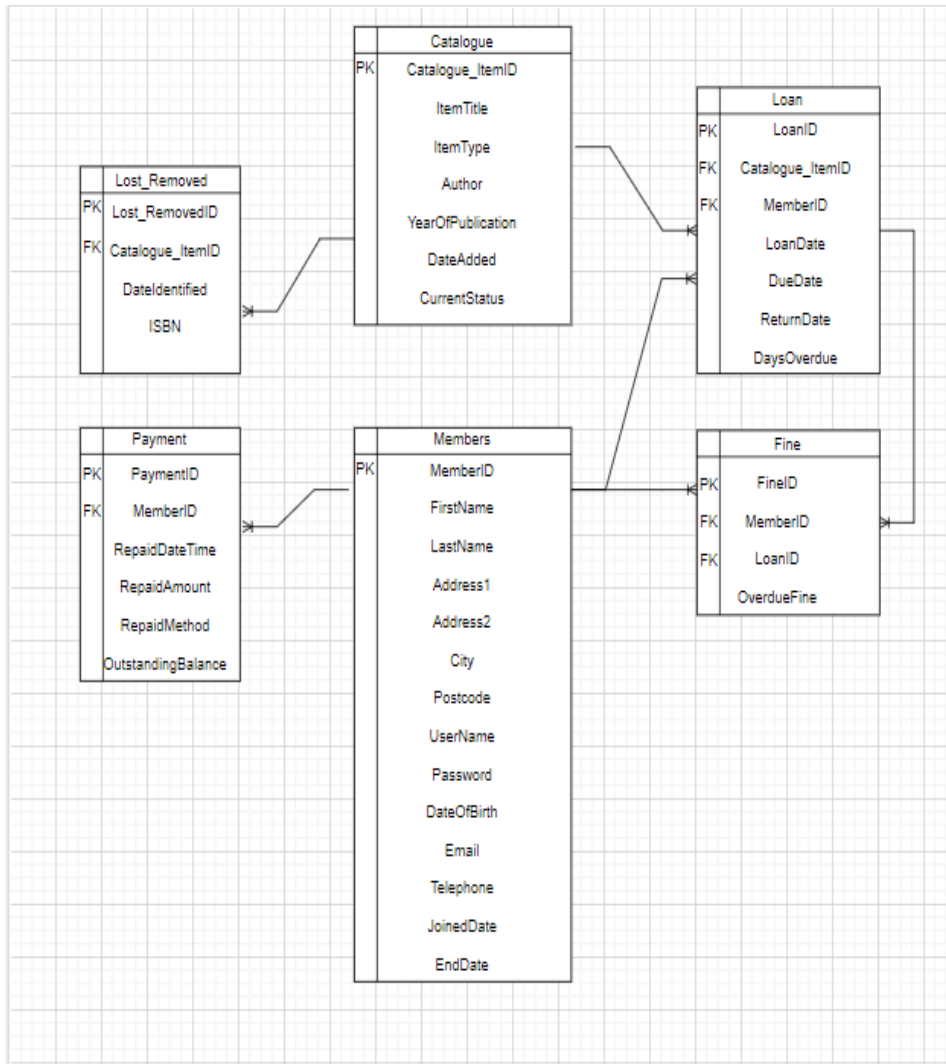 Catalogue
PK Catalogue_ItemID
ItemTitle
ItemType
Author
YearOfPublication
DateAdded
CurrentStatus
Loan
PK LoanID
FK Catalogue_ItemID
FK MemberID
LoanDate
DueDate
ReturnDate
DaysOverdue
Lost_Removed
PK Lost_RemovedID
FK Catalogue_ItemID
DateIdentified
ISBN
Payment
PK PaymentID
FK MemberID
RepaidDateTime
RepaidAmount
RepaidMethod
OutstandingBalance
Members
PK MemberID
FirstName
LastName
Address1
Address2
City
Postcode
UserName
Password
DateOfBirth
Email
Telephone
JoinedDate
EndDate
Fine
PK FineID
FK MemberID
FK LoanID
OverdueFine